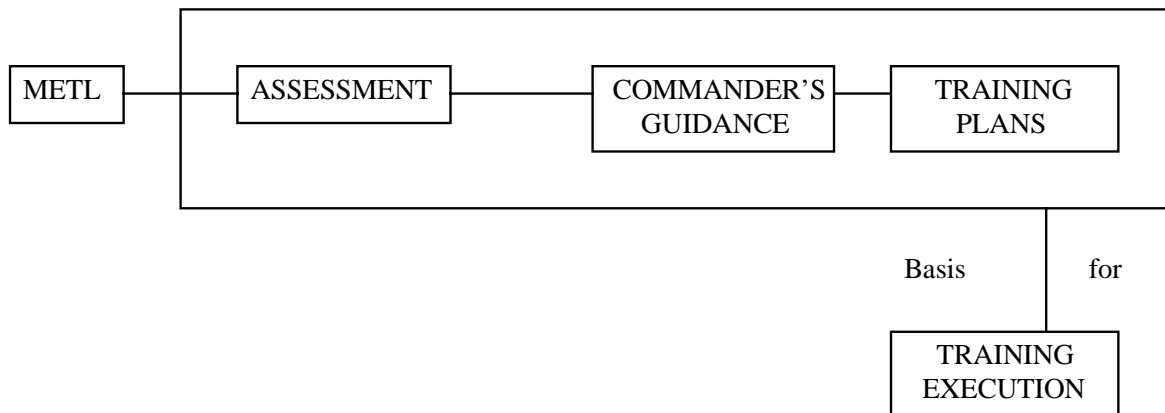 METL
ASSESSMENT
COMMANDER’S
GUIDANCE
TRAINING
PLANS
Basis for
TRAINING
EXECUTION